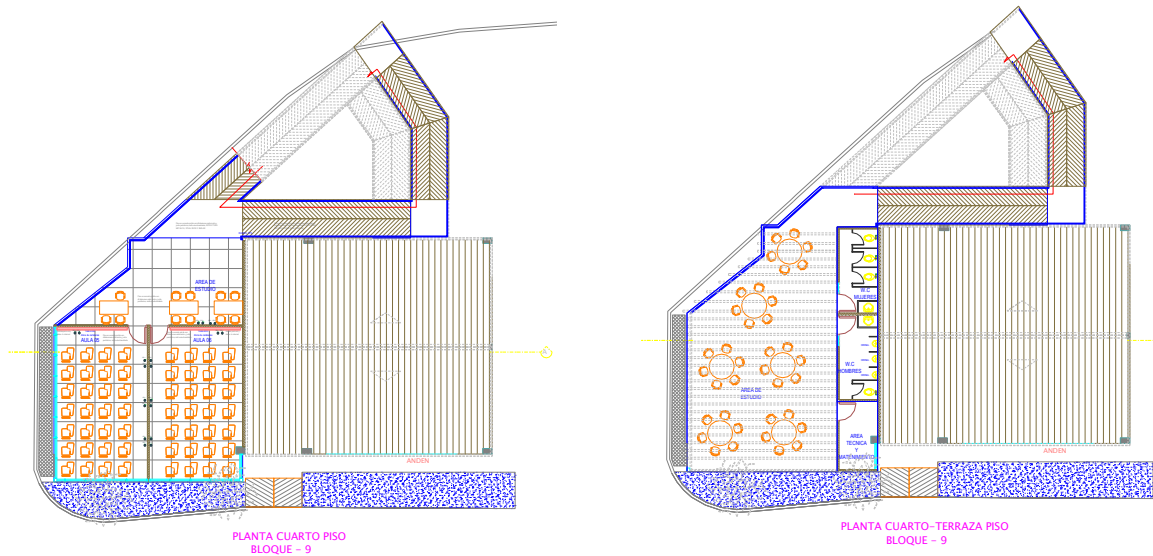 AREA DE
ESTUDIO
AULA 05
AULA 06
ANDEN
PLANTA CUARTO PISO
BLOQUE - 9
W.C
MUJERES
W.C
HOMBRES
AREA DE
ESTUDIO
AREA
TECNICA
Y
MATENIMIENTO
ANDEN
PLANTA CUARTO-TERRAZA PISO
BLOQUE - 9